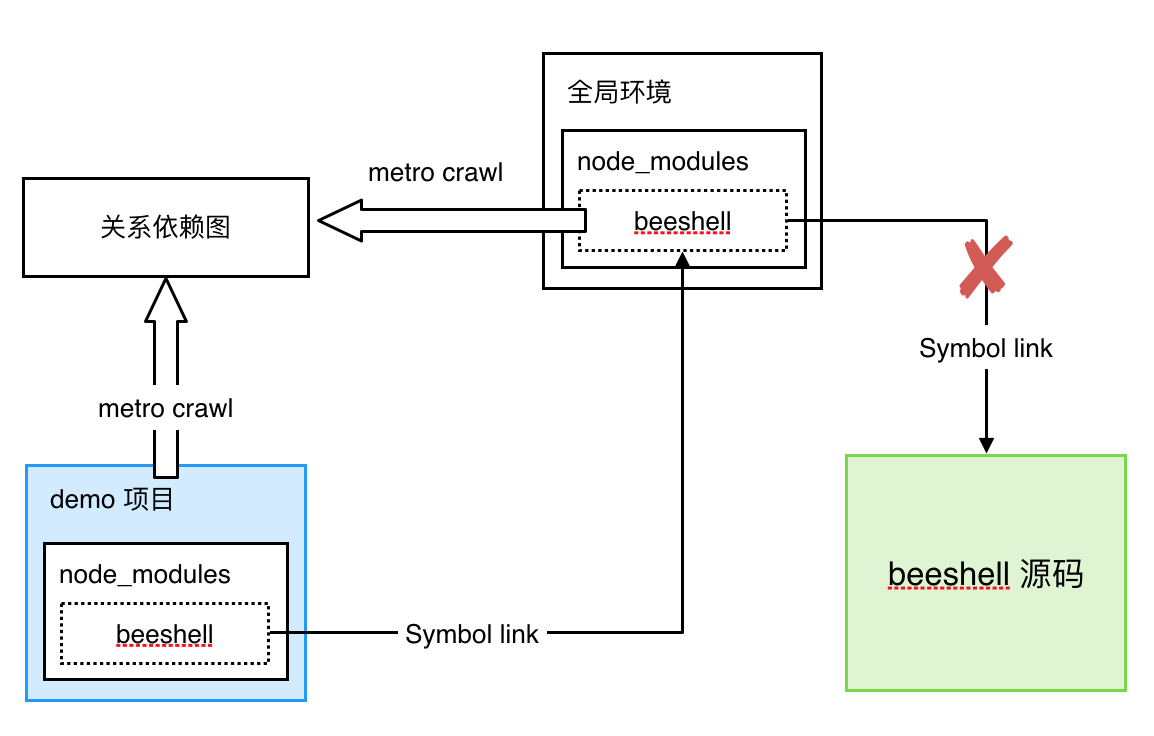 全局环境
node_modules
beeshell
metro crawl
关系依赖图
Symbol link
metro crawl
demo 项目
node_modules
beeshell
Symbol link
beeshell 源码